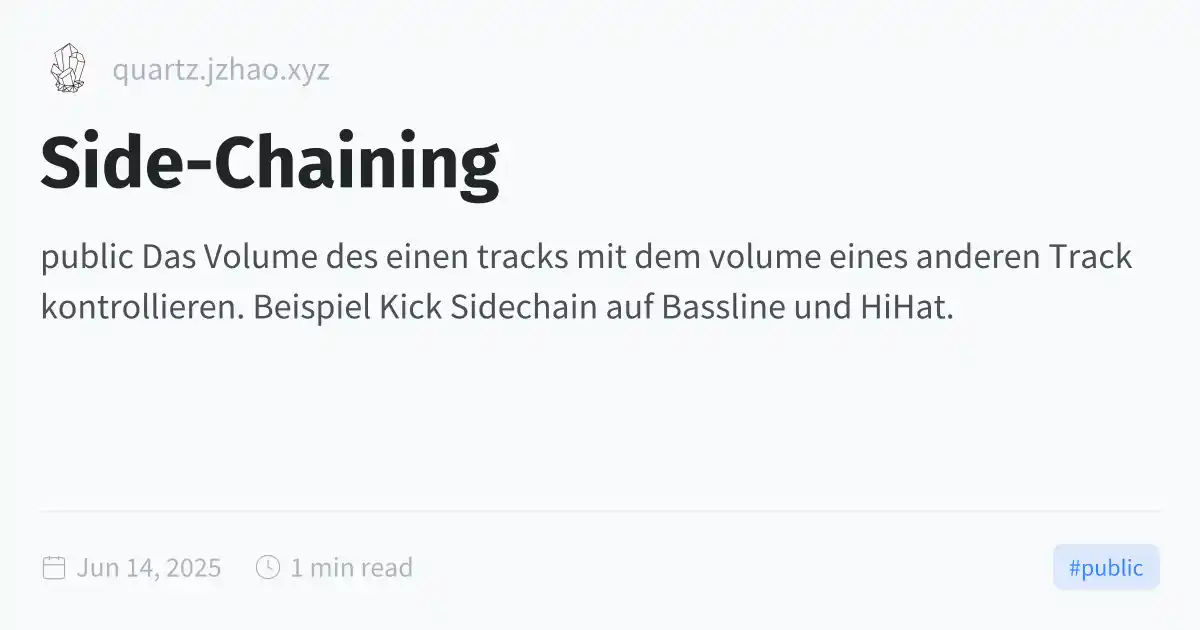 quartz.jzhao.xyz
Side-Chaining
public Das Volume des einen tracks mit dem volume eines anderen Track
kontrollieren. Beispiel Kick Sidechain auf Bassline und HiHat.
Jun 14, 2025 1 min read #public